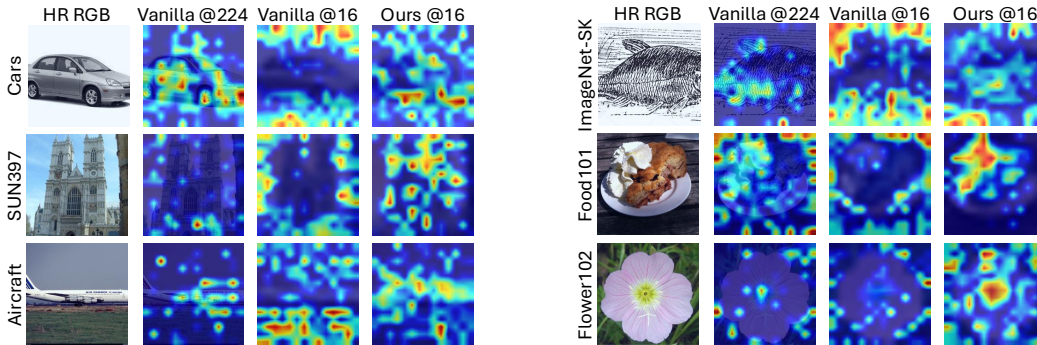 HR RGB Vanilla @224 Vanilla @16 Ours @16
Cars
SUN397
Aircraft
HR RGB Vanilla @224 Vanilla @16 Ours @16
ImageNet-SK
Food101
Flower102